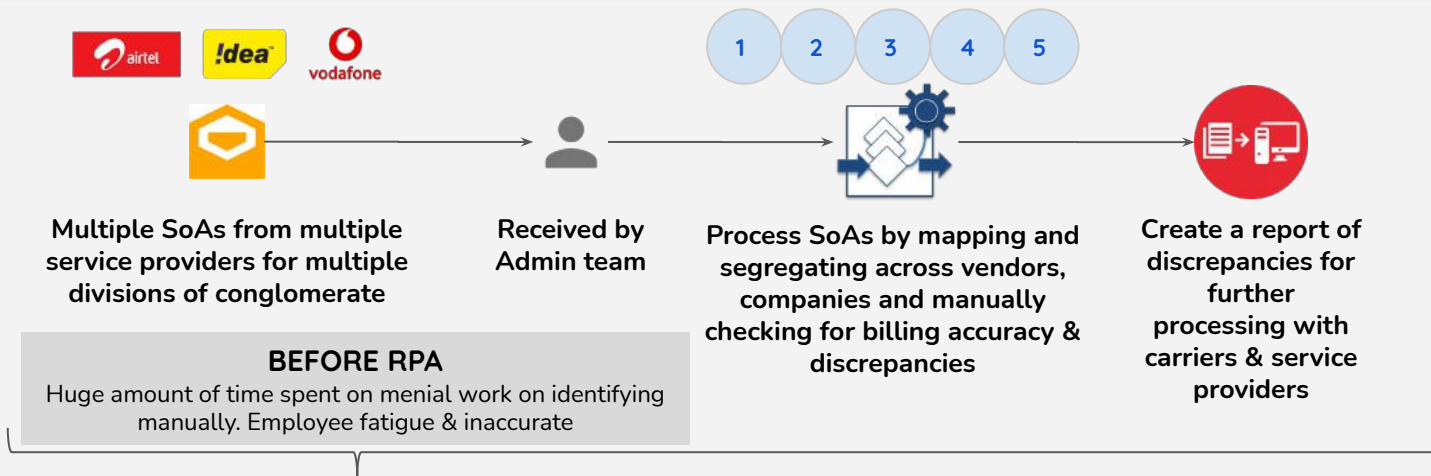 airtel
!dea
vodafone
1 2 3 4 5
Multiple SoAs from multiple
service providers for multiple
divisions of conglomerate
Received by
Admin team
Process SoAs by mapping and
segregating across vendors,
companies and manually
checking for billing accuracy &
discrepancies
Create a report of
discrepancies for
further
processing with
carriers & service
providers
BEFORE RPA
Huge amount of time spent on menial work on identifying
manually. Employee fatigue & inaccurate